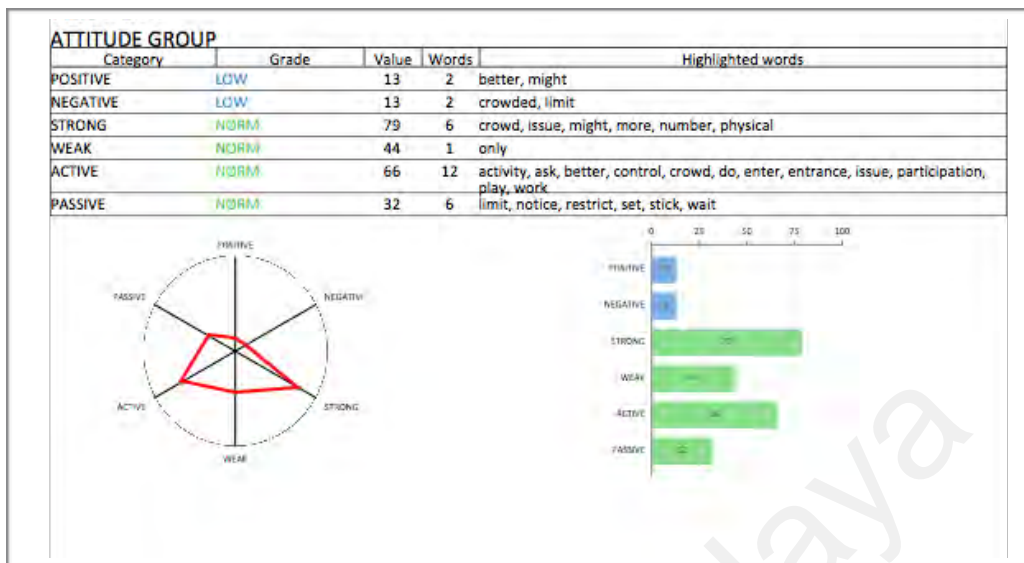 ATTITUDE GROUP
Category Grade Value Words Highlighted words
POSITIVE LOW 13 2 better, might
NEGATIVE LOW 13 2 crowded, limit
STRONG NORM 79 6 crowd, issue, might, more, number, physical
WEAK NORM 44 1 only
ACTIVE NORM 66 12 activity, ask, better, control, crowd, do, enter, entrance, issue, participation,
play, work
PASSIVE NORM 32 6 limit, notice, restrict, set, stick, wait
POSITIVE
PASSIVE NEGATIVE
ACTIVE STRONG
WEAK
0 25 50 75 100
POSITIVE
NEGATIVE
STRONG
WEAK
ACTIVE
PASSIVE
laya